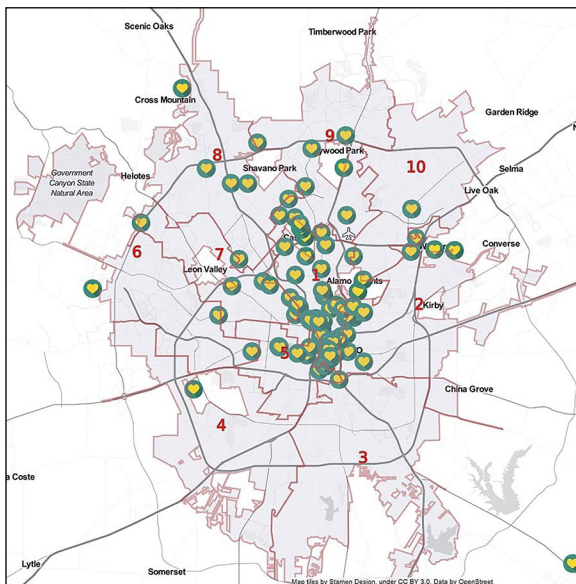 Scenic Oaks
Timberwood Park
Cross Mountain
Garden Ridge
9
8
Park
10
Shavano Park
Selma
Helotes
Government
Canyon State
Natural Area
Live Oak
6
7
Converse
Leon Valley
1
Alamo
2
Kirby
5
China Grove
4
3
a Coste
Lytle
Somerset
Map tiles by Stamen Design, under CC BY 3.0. Data by OpenStreet